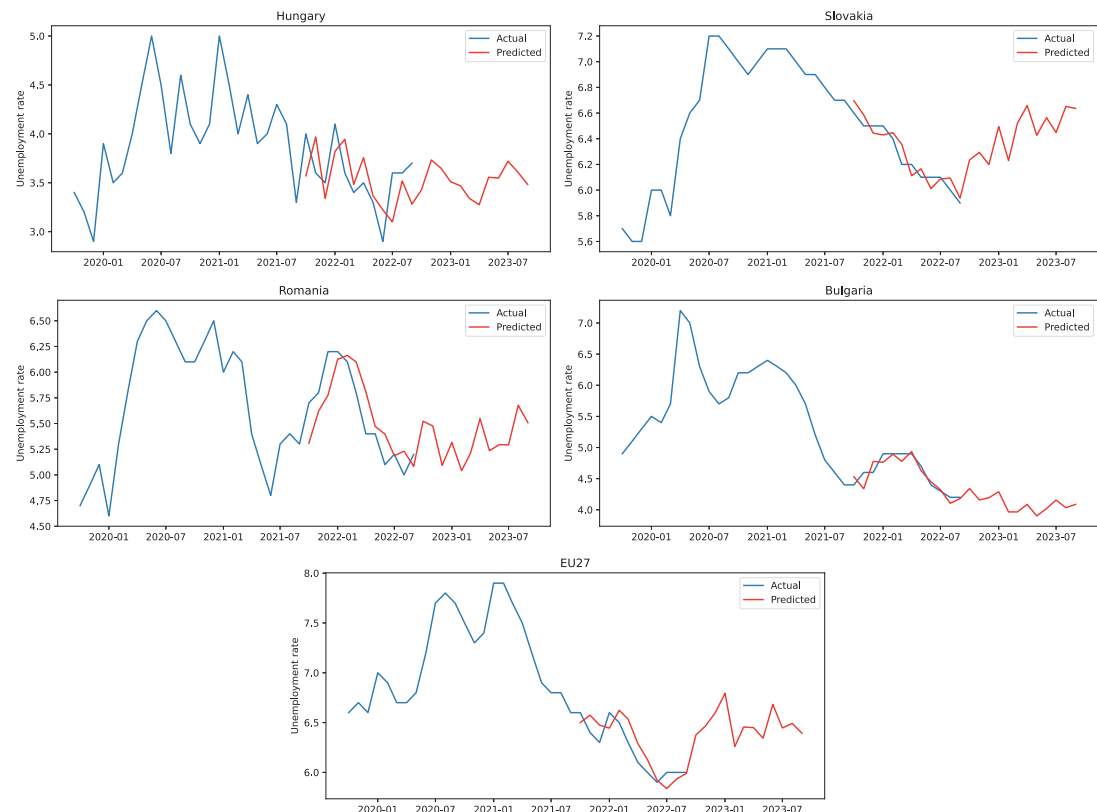 Hungary
Unemployment rate
5.0
4.5
4.0
3.5
3.0
Actual
Predicted
2020-01 2020-07 2021-01 2021-07 2022-01 2022-07 2023-01 2023-07
Slovakia
Unemployment rate
7.2
7.0
6.8
6.6
6.4
6.2
6.0
5.8
5.6
Actual
Predicted
2020-01 2020-07 2021-01 2021-07 2022-01 2022-07 2023-01 2023-07
Romania
Unemployment rate
6.50
6.25
6.00
5.75
5.50
5.25
5.00
4.75
4.50
Actual
Predicted
2020-01 2020-07 2021-01 2021-07 2022-01 2022-07 2023-01 2023-07
Bulgaria
Unemployment rate
7.0
6.5
6.0
5.5
5.0
4.5
4.0
Actual
Predicted
2020-01 2020-07 2021-01 2021-07 2022-01 2022-07 2023-01 2023-07
EU27
Unemployment rate
8.0
7.5
7.0
6.5
6.0
Actual
Predicted
2020-01 2020-07 2021-01 2021-07 2022-01 2022-07 2023-01 2023-07